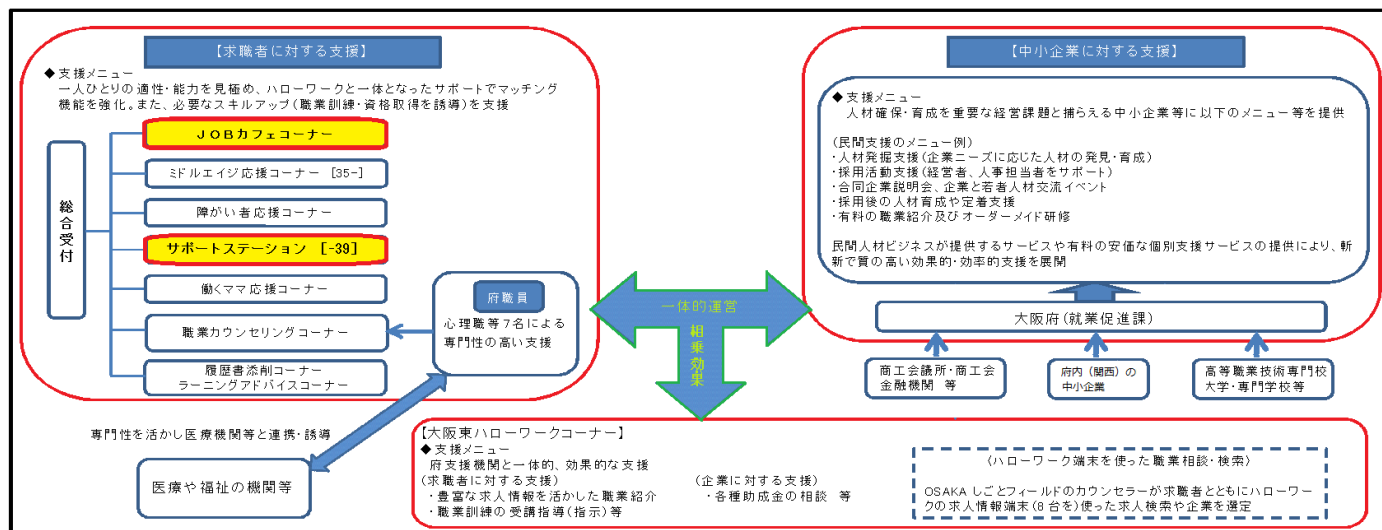 【求職者に対する支援】
◆支援メニュー
一人ひとりの適性・能力を見極め、ハローワークと一体となったサポートでマッチング
機能を強化。また、必要なスキルアップ(職業訓練・資格取得を誘導)を支援
総合受付
JOBカフェコーナー
ミドルエイジ応援コーナー [35-]
障がい者応援コーナー
サポートステーション [-39]
働くママ応援コーナー
職業カウンセリングコーナー
履歴書添削コーナー
ラーニングアドバイスコーナー
府職員
心理職等7名による
専門性の高い支援
専門性を活かし医療機関等と連携・誘導
医療や福祉の機関等
一体的運営
相乗効果
【中小企業に対する支援】
◆支援メニュー
人材確保・育成を重要な経営課題と捕らえる中小企業等に以下のメニュー等を提供
(民間支援のメニュー例)
・人材発掘支援(企業ニーズに応じた人材の発見・育成)
・採用活動支援(経営者、人事担当者をサポート)
・合同企業説明会、企業と若者人材交流イベント
・採用後の人材育成や定着支援
・有料の職業紹介及びオーダーメイド研修
民間人材ビジネスが提供するサービスや有料の安価な個別支援サービスの提供により、斬
新で質の高い効果的・効率的支援を展開
大阪府(就業促進課)
商工会議所・商工会
金融機関 等
府内(関西)の
中小企業
高等職業技術専門校
大学・専門学校等
【大阪東ハローワークコーナー】
◆支援メニュー
府支援機関と一体的、効果的な支援
(求職者に対する支援)
・豊富な求人情報を活かした職業紹介
・職業訓練の受講指導(指示)等
(企業に対する支援)
・各種助成金の相談 等
〈ハローワーク端末を使った職業相談・検索〉
OSAKAしごとフィールドのカウンセラーが求職者とともにハローワー
クの求人情報端末(8台を)使った求人検索や企業を選定